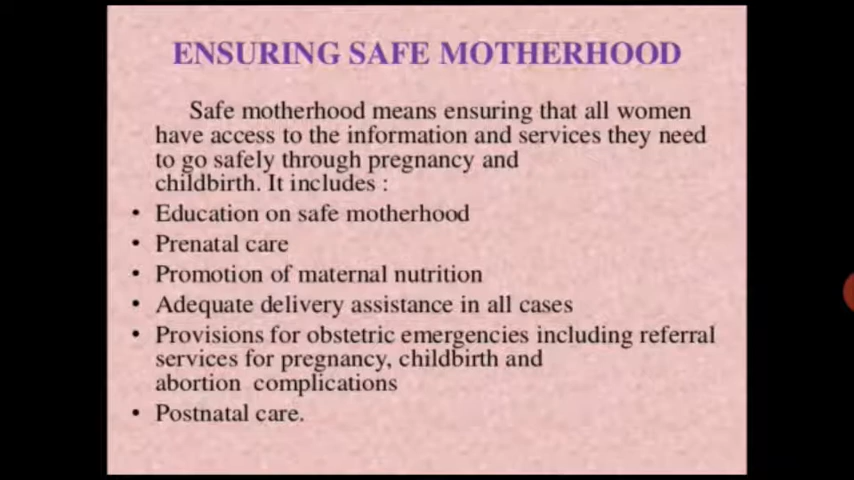 ENSURING SAFE MOTHERHOOD
Safe motherhood means ensuring that all women
have access to the information and services they need
to go safely through pregnancy and
childbirth. It includes :
• Education on safe motherhood
• Prenatal care
• Promotion of maternal nutrition
• Adequate delivery assistance in all cases
• Provisions for obstetric emergencies including referral
services for pregnancy, childbirth and
abortion complications
• Postnatal care.